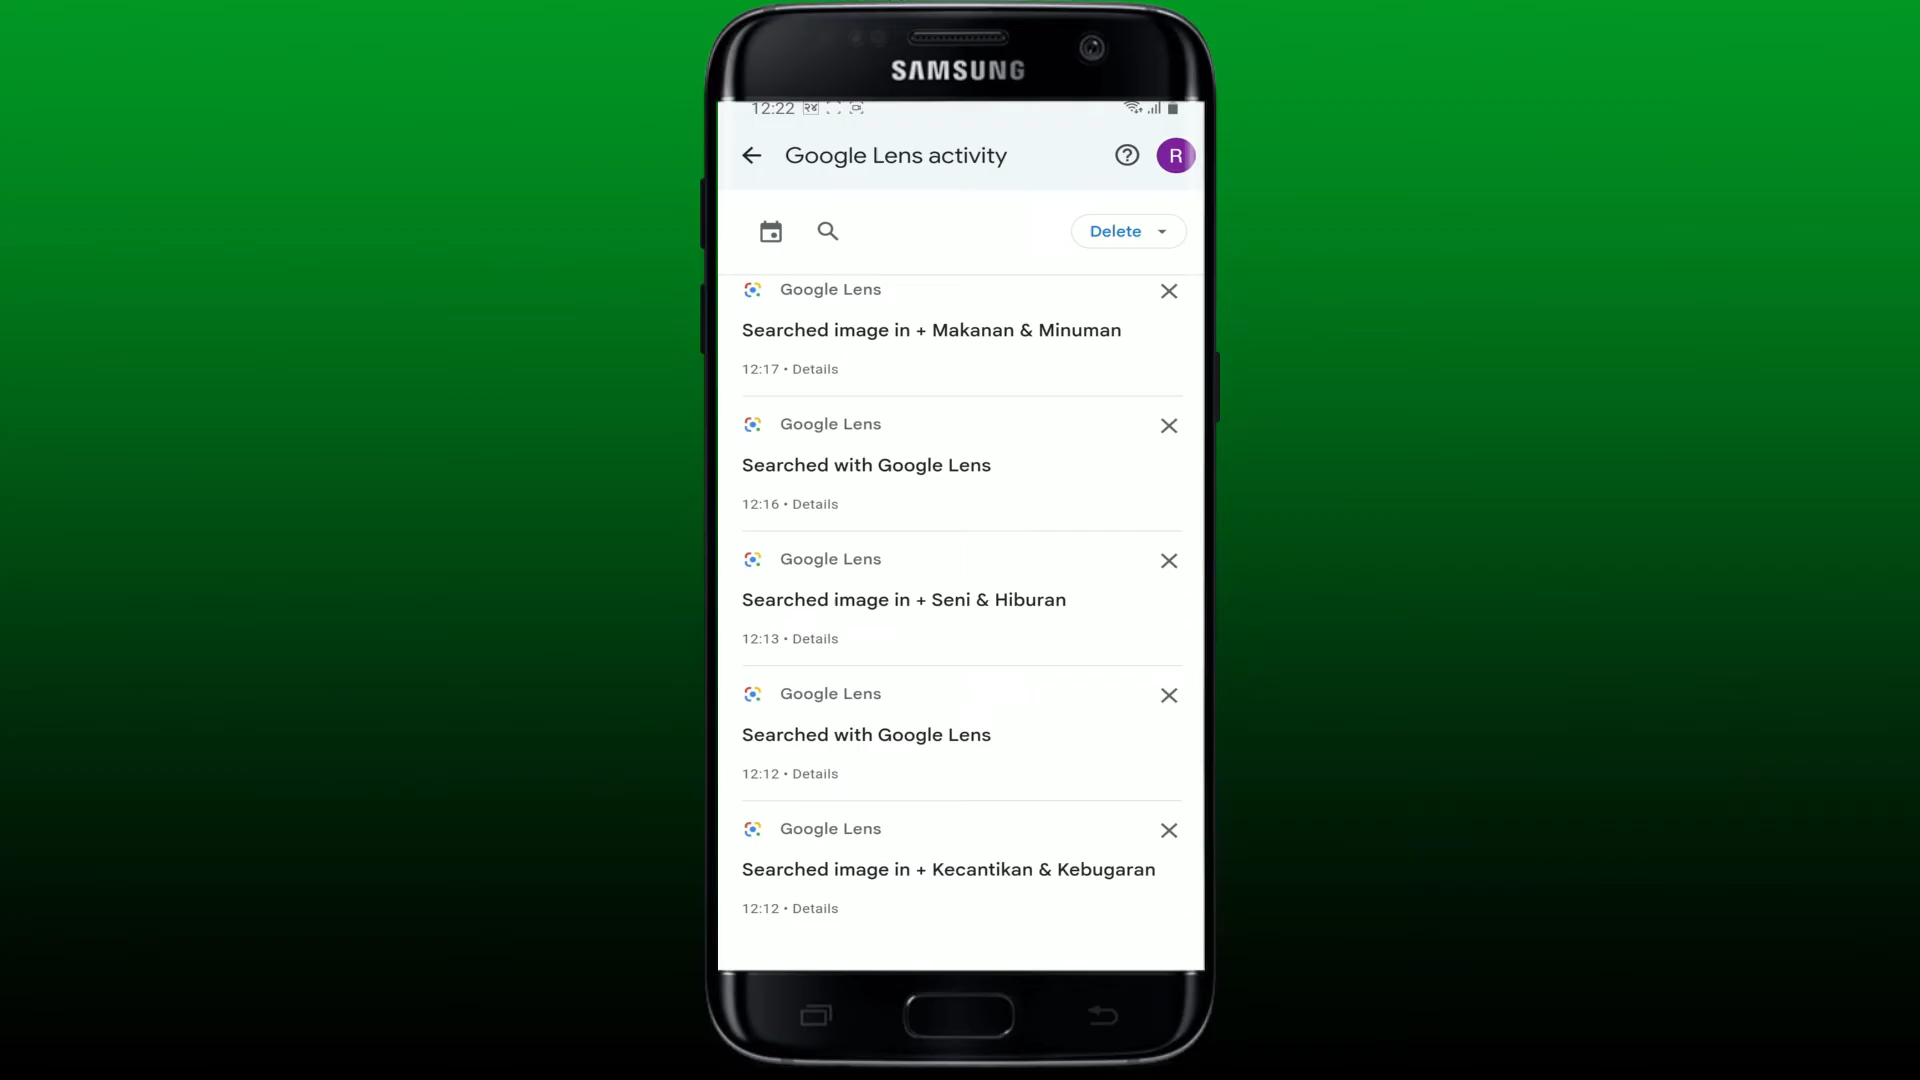 SAMSUNG
12:22
Google Lens activity
R
Delete
Google Lens
Searched image in + Makanan & Minuman
12:17 • Details
Google Lens
Searched with Google Lens
12:16 • Details
Google Lens
Searched image in + Seni & Hiburan
12:13 • Details
Google Lens
Searched with Google Lens
12:12 • Details
Google Lens
Searched image in + Kecantikan & Kebugaran
12:12 • Details